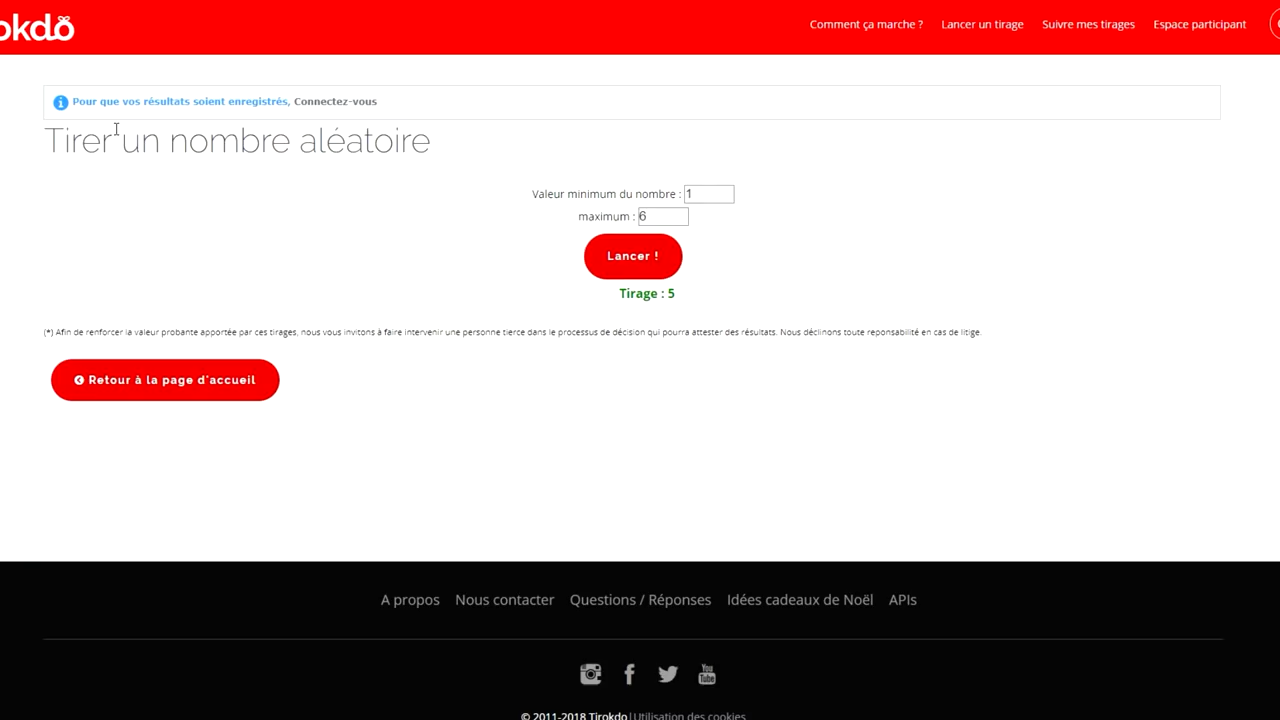 Comment ça marche ? Lancer un tirage Suivre mes tirages Espace participant
Pour que vos résultats soient enregistrés, Connectez-vous
Tirer un nombre aléatoire
Valeur minimum du nombre : 1
maximum : 6
Lancer !
Tirage : 5
(*) Afin de renforcer la valeur probante apportée par ces tirages, nous vous invitons à faire intervenir une personne tierce dans le processus de décision qui pourra attester des résultats. Nous déclinons toute reponsabilité en cas de litige.
Retour à la page d'accueil
A propos Nous contacter Questions / Réponses Idées cadeaux de Noël APIs
You Tube
© 2011-2018 Tirokdo|Utilisation des cookies